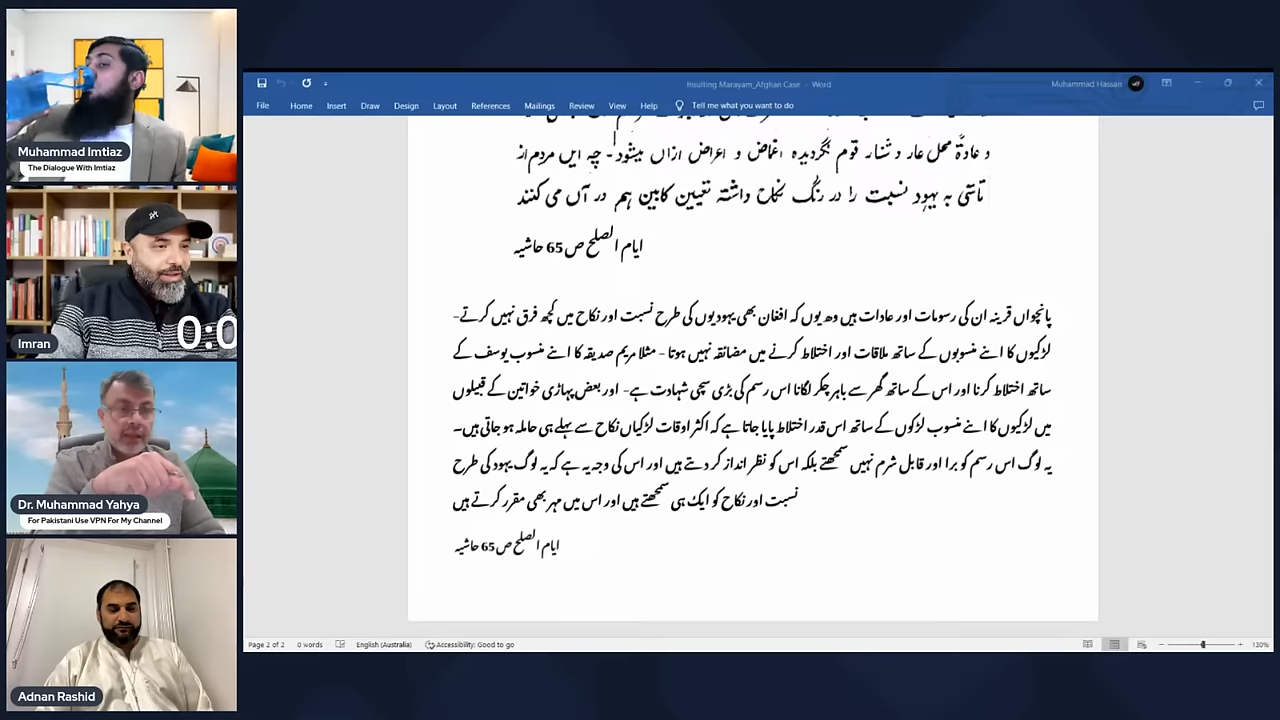 Muhammad Imtiaz
The Dialogue With Imtiaz
Imran
0:0
Dr. Muhammad Yahya
For Pakistani Use VPN For My Channel
Adnan Rashid
Insulting Marayam_Afghan Case - Word
Muhammad Hassan
File Home Insert Draw Design Layout References Mailings Review View Help Tell me what you want to do
و عادةً محل عار و شنار قوم نگردیده اغماض و اعراض ازاں میشود۔ چہ ایں مردم از
تاتی بہ یہود نسبت را در رنگ نکاح داشتہ تعیین کابین ہم در آں می کنند
ایام الصلح ص 65 حاشیہ
پانچواں قرینہ ان کی رسومات اور عادات ہیں وہ یوں کہ افغان بھی یہودیوں کی طرح نسبت اور نکاح میں کچھ فرق نہیں کرتے-
لڑکیوں کا اپنے منسوبوں کے ساتھ ملاقات اور اختلاط کرنے میں مضائقہ نہیں ہوتا - مثلا مریم صدیقہ کا اپنے منسوب یوسف کے
ساتھ اختلاط کرنا اور اس کے ساتھ گھر سے باہر چکر لگانا اس رسم کی بڑی سچی شہادت ہے- اور بعض پہاڑی خواتین کے قبیلوں
میں لڑکیوں کا اپنے منسوب لڑکوں کے ساتھ اس قدر اختلاط پایا جاتا ہے کہ اکثر اوقات لڑکیاں نکاح سے پہلے ہی حاملہ ہو جاتی ہیں۔
یہ لوگ اس رسم کو برا اور قابل شرم نہیں سمجھتے بلکہ اس کو نظر انداز کر دتے ہیں اور اس کی وجہ یہ ہے کہ یہ لوگ یہود کی طرح
نسبت اور نکاح کو ایک ہی سمجھتے ہیں اور اس میں مہر بھی مقرر کرتے ہیں
ایام الصلح ص 65 حاشیہ
Page 2 of 2 0 words English (Australia) Accessibility: Good to go 130%